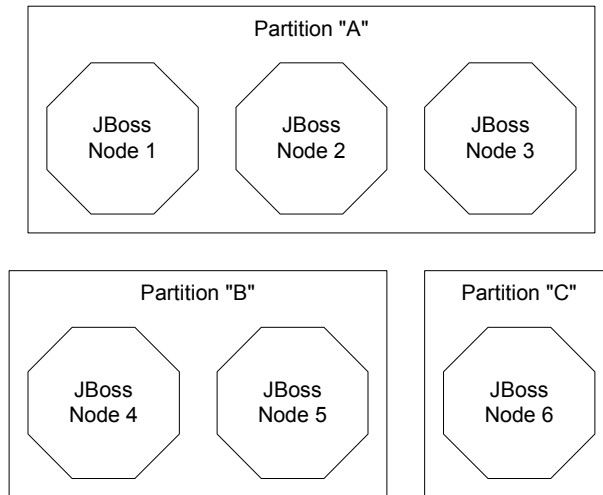 Partition "A"
JBoss
Node 1
JBoss
Node 2
JBoss
Node 3
Partition "B"
JBoss
Node 4
JBoss
Node 5
Partition "C"
JBoss
Node 6